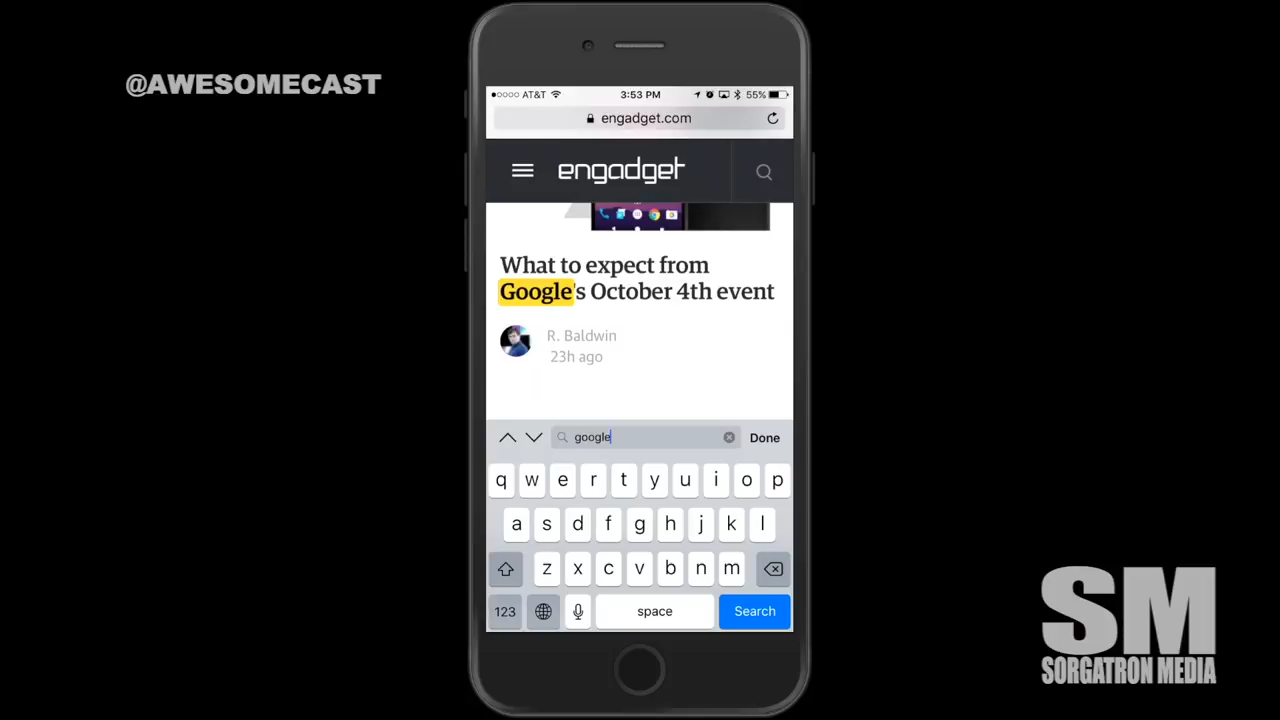 @AWESOMECAST
AT&T 3:53 PM 55%
engadget.com
engadget
What to expect from
Google's October 4th event
R. Baldwin
23h ago
google Done
q w e r t y u i o p
a s d f g h j k l
z x c v b n m
123 space Search
SM
SORGATRON MEDIA